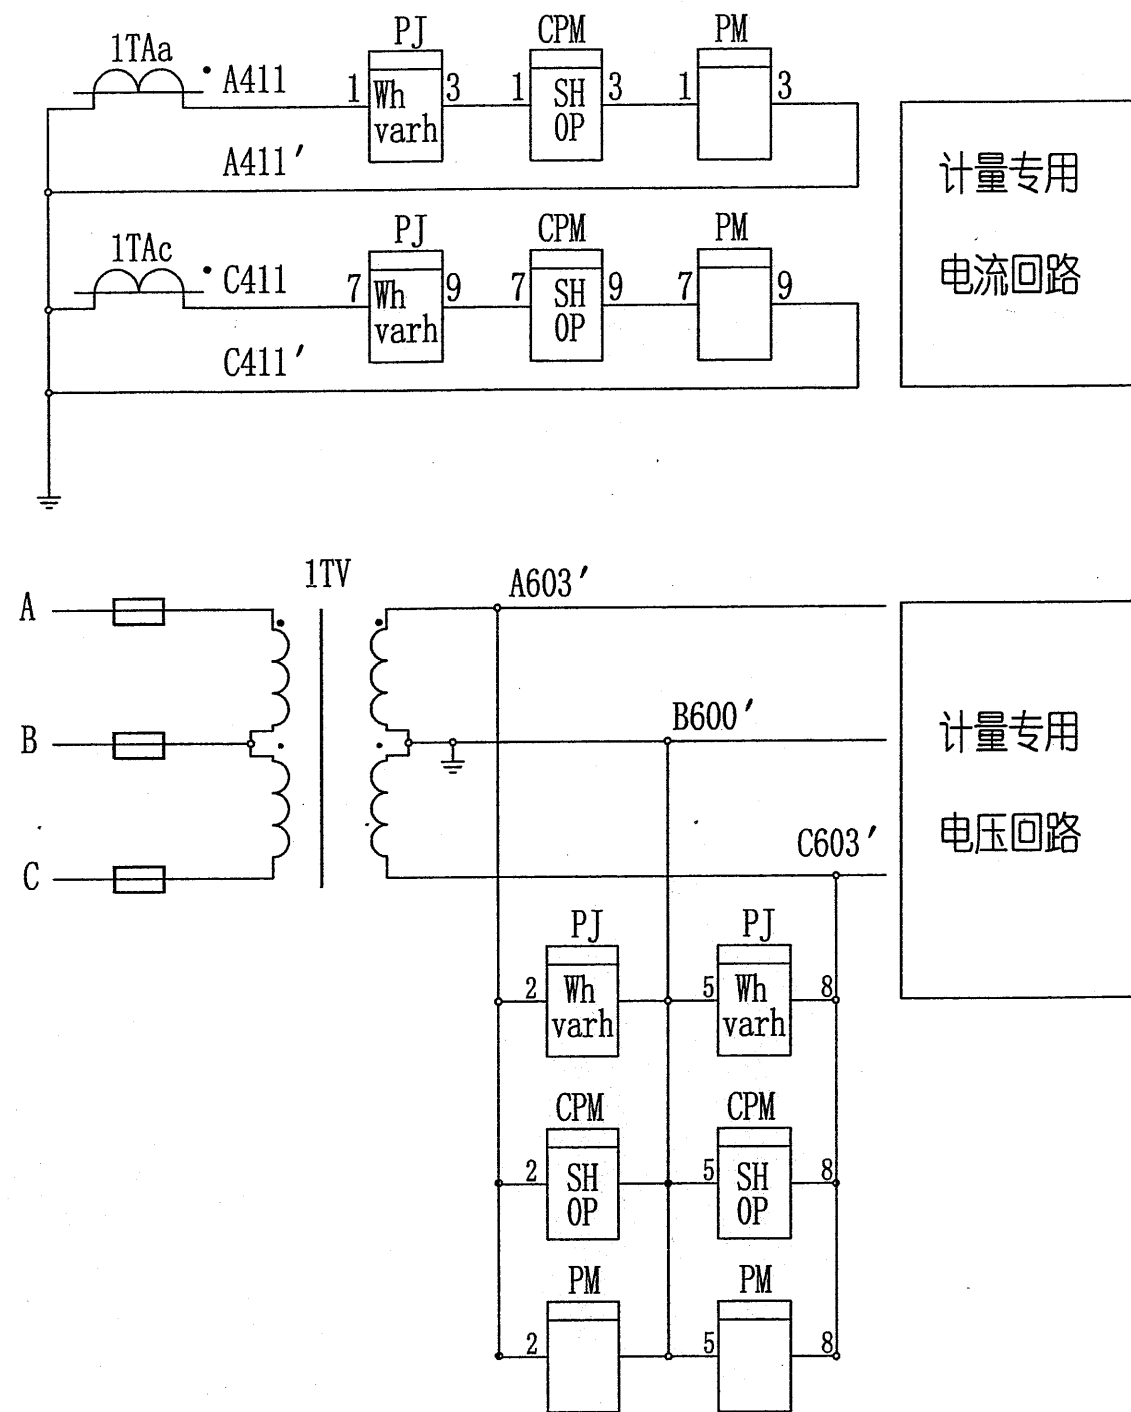 1TAa
A411
PJ
CPM
PM
1
Wh
varh
3
1
SH
OP
3
1
3
A411′
1TAc
C411
PJ
CPM
PM
7
Wh
varh
9
7
SH
OP
9
7
9
C411′
计量专用
电流回路
1TV
A603′
A
B600′
B
C603′
C
计量专用
电压回路
PJ
PJ
2
Wh
varh
5
Wh
varh
8
CPM
CPM
2
SH
OP
5
SH
OP
8
PM
PM
2
5
8